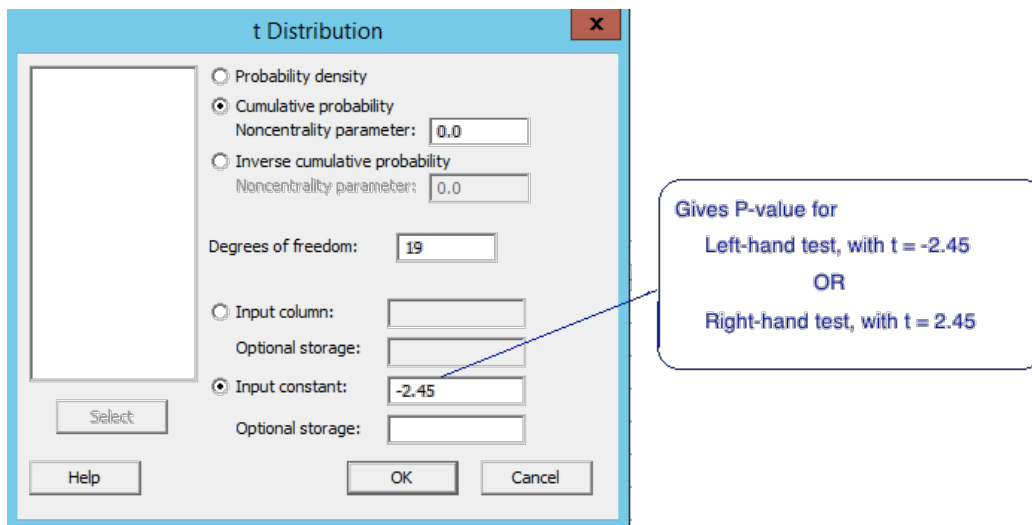 t Distribution
x
Probability density
Cumulative probability
Noncentrality parameter: 0.0
Inverse cumulative probability
Noncentrality parameter: 0.0
Degrees of freedom: 19
Input column:
Optional storage:
Input constant: -2.45
Optional storage:
Select
Help
OK
Cancel
Gives P-value for
Left-hand test, with t = -2.45
OR
Right-hand test, with t = 2.45